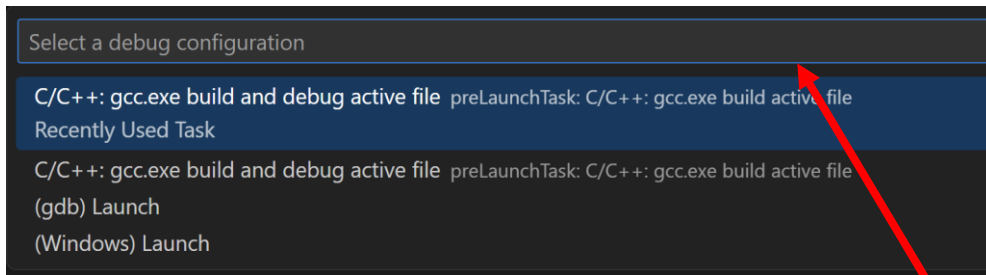 Select a debug configuration
C/C++: gcc.exe build and debug active file preLaunchTask: C/C++: gcc.exe build active file
Recently Used Task
C/C++: gcc.exe build and debug active file preLaunchTask: C/C++: gcc.exe build active file
(gdb) Launch
(Windows) Launch